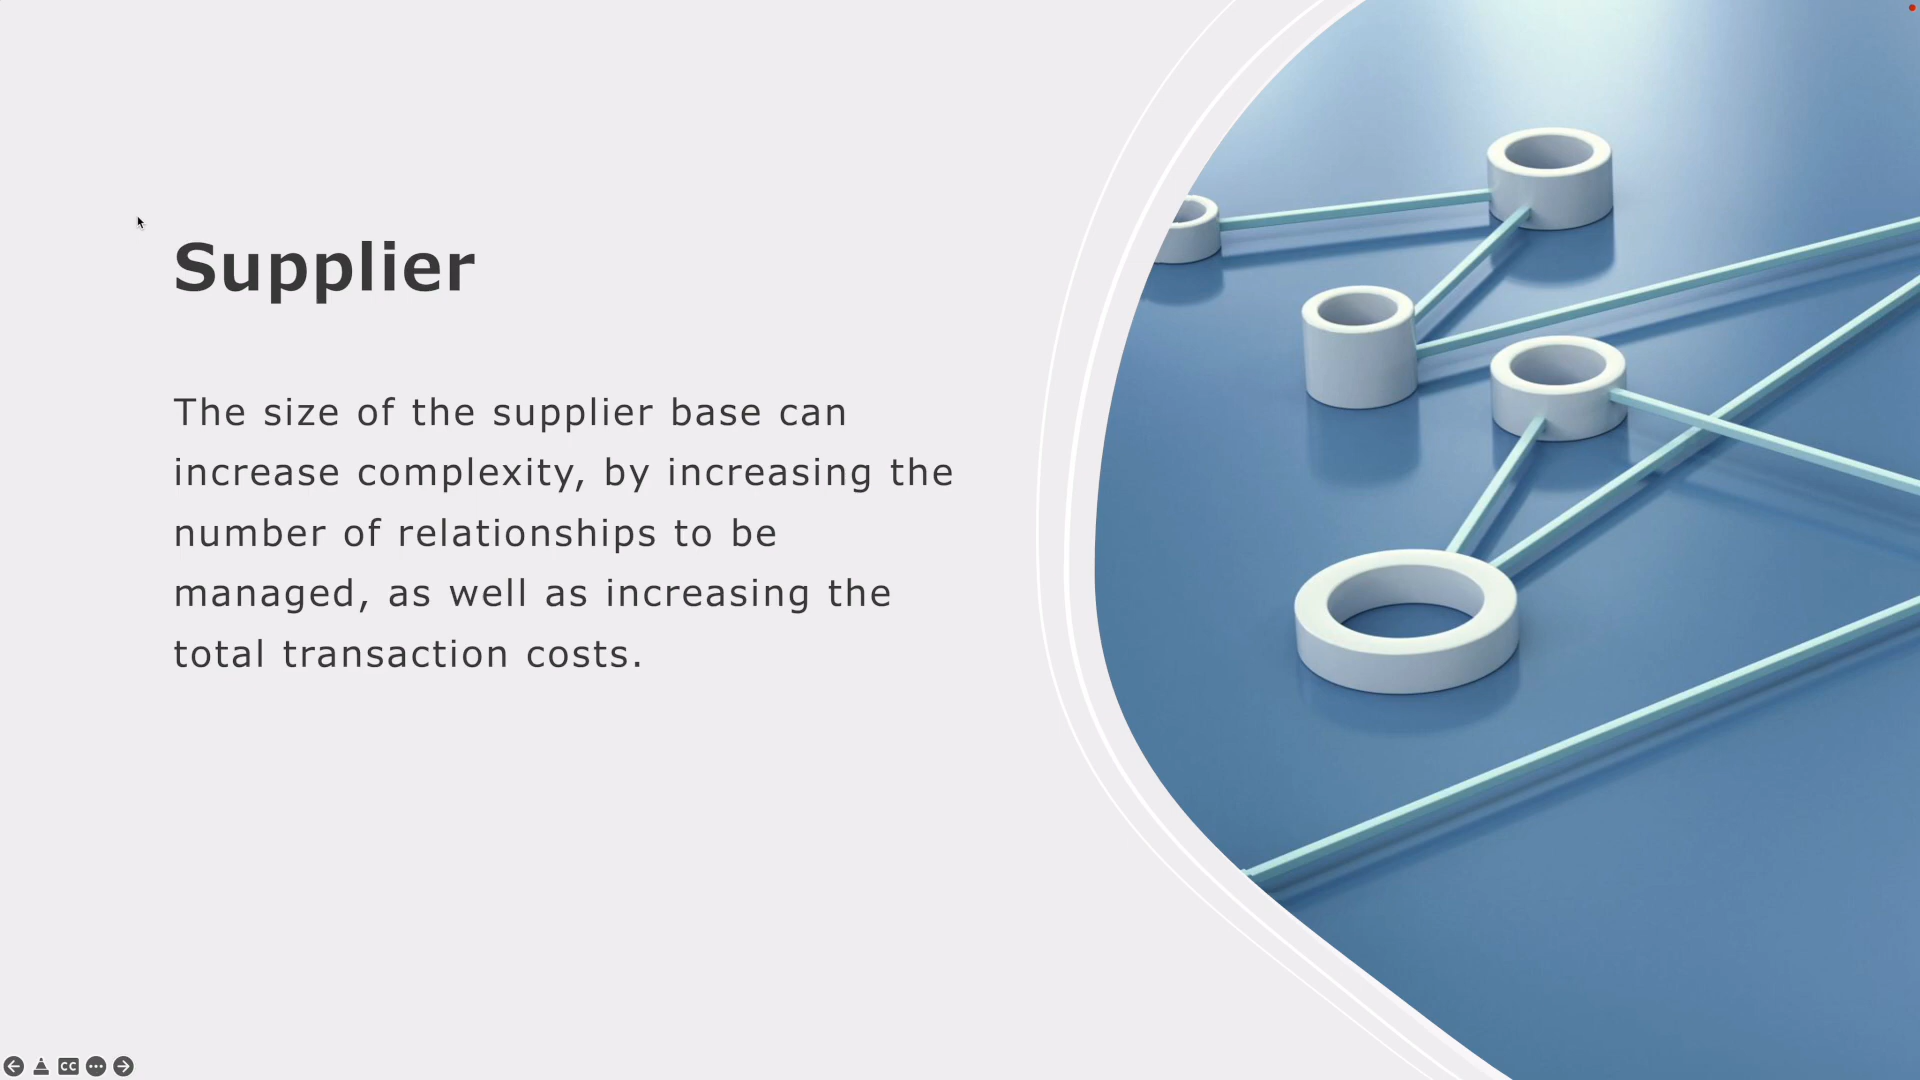 Supplier
The size of the supplier base can
increase complexity, by increasing the
number of relationships to be
managed, as well as increasing the
total transaction costs.
CC